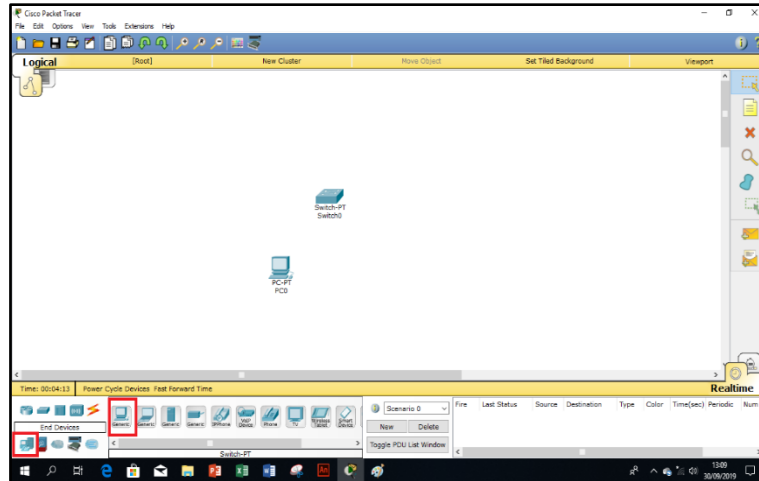 Cisco Packet Tracer
File Edit Options View Tools Extensions Help
Logical [Root] New Cluster Move Object Set Tiled Background Viewport
Switch-PT
Switch0
PC-PT
PC0
Time: 00:04:13 Power Cycle Devices Fast Forward Time Realtime
Scenario 0 Fire Last Status Source Destination Type Color Time(sec) Periodic Num
End Devices Generic Generic Generic Generic IPPhone VoIP Device Phone TV Wireless Tablet Smart Device New Delete
Toggle PDU List Window
Switch-PT
13:09
30/09/2019